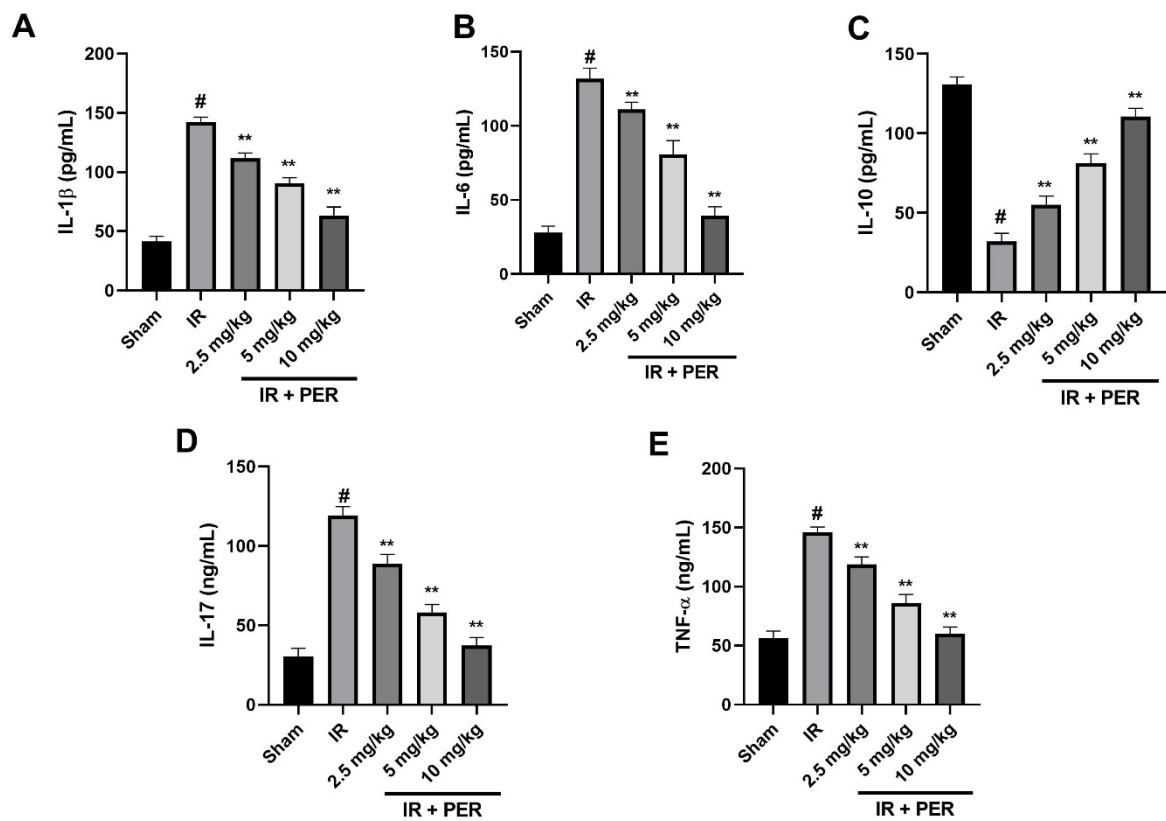 A
IL-1β (pg/mL)
200
150
100
50
0
#
**
**
**
Sham
IR
2.5 mg/kg
5 mg/kg
10 mg/kg
IR + PER
B
IL-6 (pg/mL)
150
100
50
0
#
**
**
**
Sham
IR
2.5 mg/kg
5 mg/kg
10 mg/kg
IR + PER
C
IL-10 (pg/mL)
150
100
50
0
#
**
**
**
Sham
IR
2.5 mg/kg
5 mg/kg
10 mg/kg
IR + PER
D
IL-17 (ng/mL)
150
100
50
0
#
**
**
**
Sham
IR
2.5 mg/kg
5 mg/kg
10 mg/kg
IR + PER
E
TNF-α (ng/mL)
200
150
100
50
0
#
**
**
**
Sham
IR
2.5 mg/kg
5 mg/kg
10 mg/kg
IR + PER